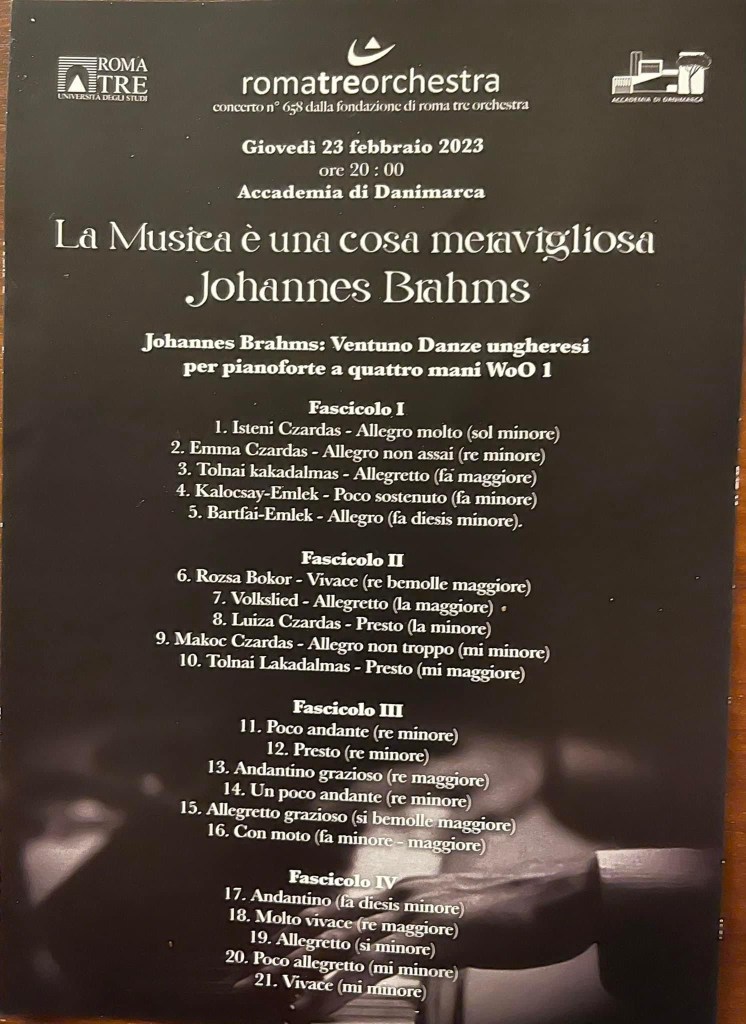 ROMA
TRE
UNIVERSITÀ DEGLI STUDI
romatreorchestra
concerto n° 658 dalla fondazione di roma tre orchestra
ACCADEMIA DI DANIMARCA
Giovedì 23 febbraio 2023
ore 20 : 00
Accademia di Danimarca
La Musica è una cosa meravigliosa
Johannes Brahms
Johannes Brahms: Ventuno Danze ungheresi
per pianoforte a quattro mani WoO 1
Fascicolo I
1. Isteni Czardas - Allegro molto (sol minore)
2. Emma Czardas - Allegro non assai (re minore)
3. Tolnai kakadalmas - Allegretto (fa maggiore)
4. Kalocsay-Emlek - Poco sostenuto (fa minore)
5. Bartfai-Emlek - Allegro (fa diesis minore).
Fascicolo II
6. Rozsa Bokor - Vivace (re bemolle maggiore)
7. Volkslied - Allegretto (la maggiore)
8. Luiza Czardas - Presto (la minore)
9. Makoc Czardas - Allegro non troppo (mi minore)
10. Tolnai Lakadalmas - Presto (mi maggiore)
Fascicolo III
11. Poco andante (re minore)
12. Presto (re minore)
13. Andantino grazioso (re maggiore)
14. Un poco andante (re minore)
15. Allegretto grazioso (si bemolle maggiore)
16. Con moto (fa minore - maggiore)
Fascicolo IV
17. Andantino (fa diesis minore)
18. Molto vivace (re maggiore)
19. Allegretto (si minore)
20. Poco allegretto (mi minore)
21. Vivace (mi minore)